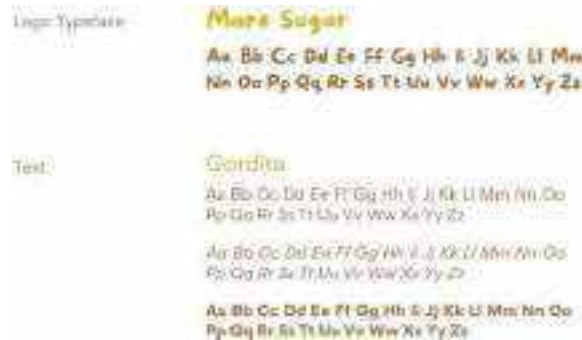 Logo Typeface
More Sugar
Aa Bb Cc Dd Ee Ff Gg Hh Ii Jj Kk Ll Mm
Nn Oo Pp Qq Rr Ss Tt Uu Vv Ww Xx Yy Zz
Text
Gordita
Aa Bb Cc Dd Ee Ff Gg Hh Ii Jj Kk Ll Mm Nn Oo
Pp Qq Rr Ss Tt Uu Vv Ww Xx Yy Zz
Aa Bb Cc Dd Ee Ff Gg Hh Ii Jj Kk Ll Mm Nn Oo
Pp Qq Rr Ss Tt Uu Vv Ww Xx Yy Zz
Aa Bb Cc Dd Ee Ff Gg Hh Ii Jj Kk Ll Mm Nn Oo
Pp Qq Rr Ss Tt Uu Vv Ww Xx Yy Zz